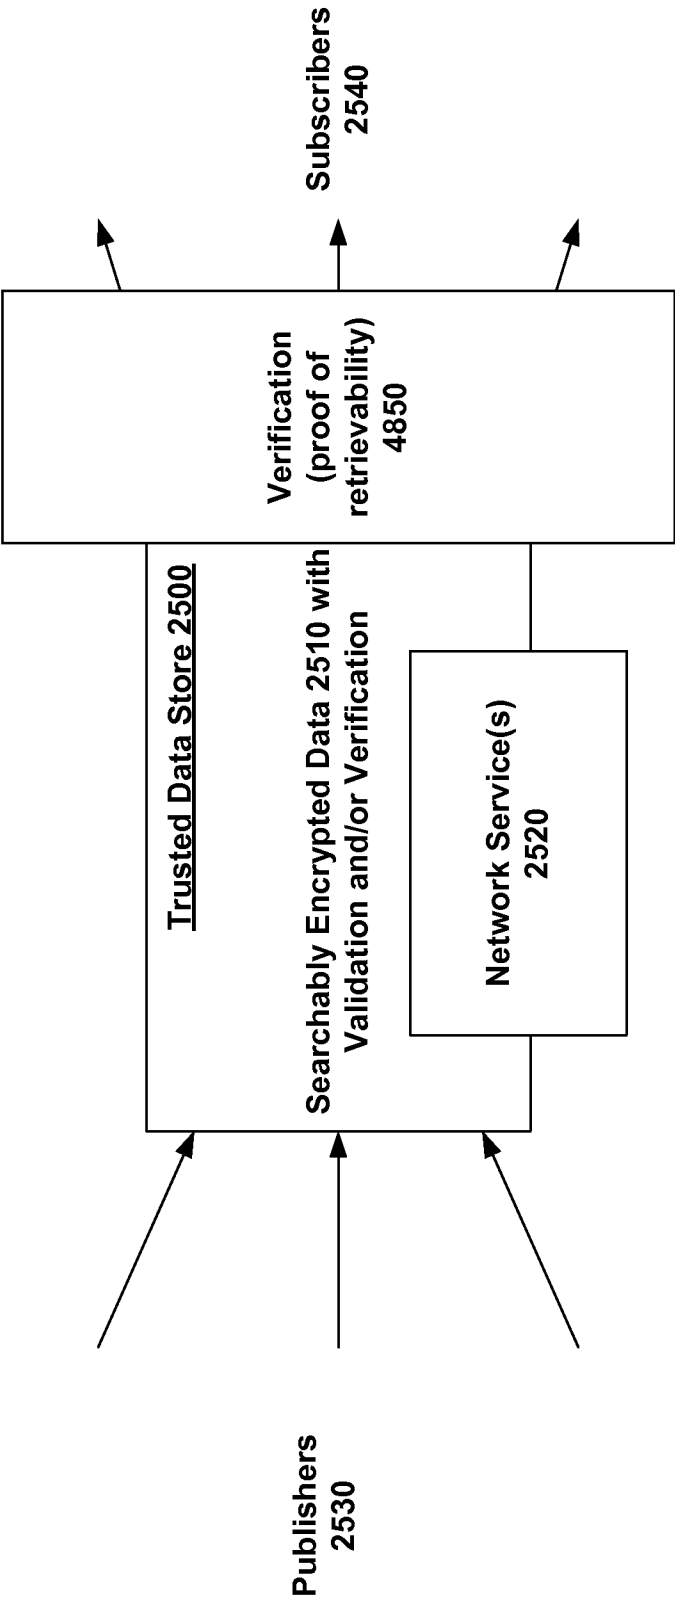 Publishers
2530
Trusted Data Store 2500
Searchably Encrypted Data 2510 with
Validation and/or Verification
Network Service(s)
2520
Verification
(proof of
retrievability)
4850
Subscribers
2540